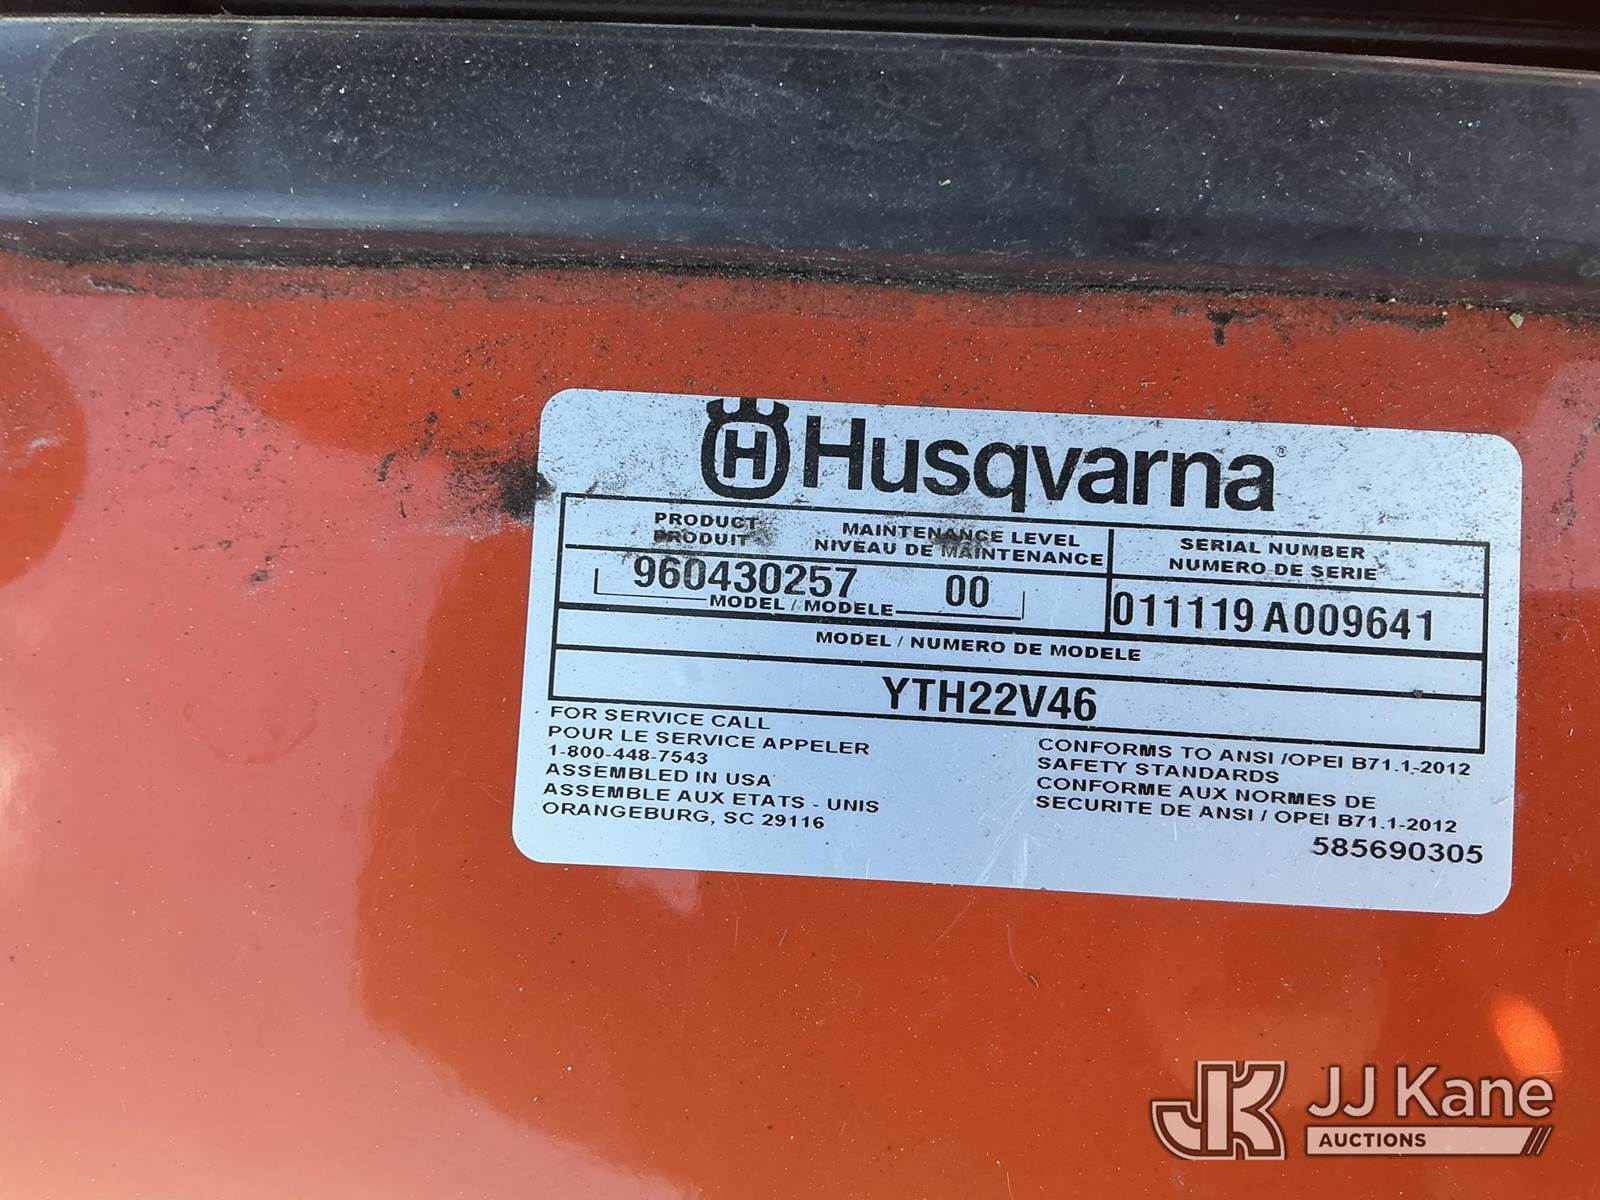 H Husqvarna®
PRODUCT MAINTENANCE LEVEL SERIAL NUMBER
PRODUIT NIVEAU DE MAINTENANCE NUMERO DE SERIE
960430257 00 011119 A009641
MODEL / MODELE
MODEL / NUMERO DE MODELE
YTH22V46
FOR SERVICE CALL
POUR LE SERVICE APPELER
1-800-448-7543
ASSEMBLED IN USA
ASSEMBLE AUX ETATS - UNIS
ORANGEBURG, SC 29116
CONFORMS TO ANSI /OPEI B71.1-2012
SAFETY STANDARDS
CONFORME AUX NORMES DE
SECURITE DE ANSI / OPEI B71.1-2012
585690305
JK JJ Kane
AUCTIONS